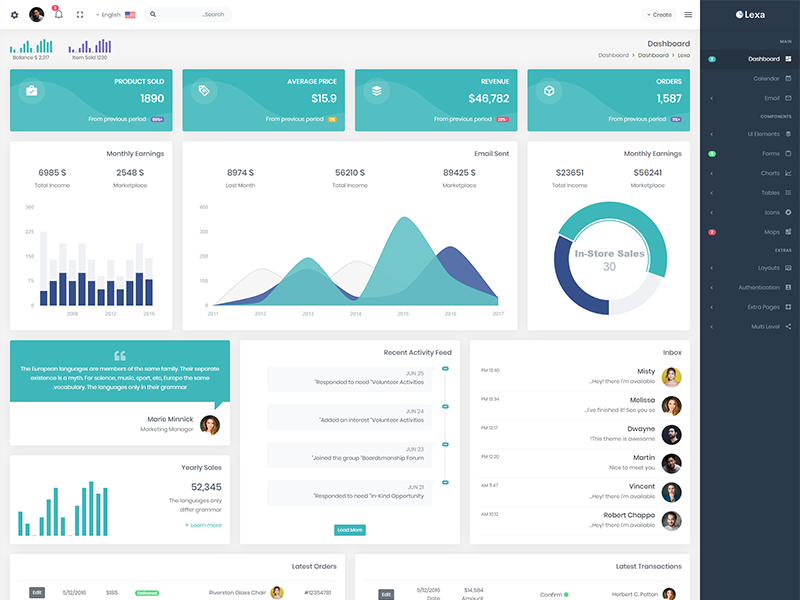 English
..Search
Create
Lexa
Balance $ 2,317
Item Sold 1230
Dashboard
Dashboard > Dashboard > Lexa
PRODUCT SOLD
1890
From previous period
AVERAGE PRICE
$15.9
From previous period
REVENUE
$46,782
From previous period
ORDERS
1,587
From previous period
MAIN
Dashboard
Calendar
Email
COMPONENTS
UI Elements
Forms
Charts
Tables
Icons
Maps
EXTRAS
Layouts
Authentication
Extra Pages
Multi Level
Monthly Earnings
6985 $
Total Income
2548 $
Marketplace
300
225
150
75
0
2008
2012
2016
Email Sent
8974 $
Last Month
56210 $
Total Income
89425 $
Marketplace
400
300
200
100
0
2011
2012
2013
2014
2015
2016
2017
Monthly Earnings
$23651
Total Income
$56241
Marketplace
In-Store Sales
30
The European languages are members of the same family. Their separate
existence is a myth. For science, music, sport, etc, Europe the same
.vocabulary. The languages only in their grammar
Marie Minnick
Marketing Manager
Yearly Sales
52,345
The languages only
differ grammar
Learn more
Recent Activity Feed
JUN 25
"Responded to need "Volunteer Activities
JUN 24
"Added an interest "Volunteer Activities
JUN 23
"Joined the group "Boardsmanship Forum
JUN 21
"Responded to need "In-Kind Opportunity
Load More
Inbox
PM 13:40
Misty
..Hey! there I'm available
PM 13:34
Melissa
..I've finished it! See you so
PM 13:17
Dwayne
!This theme is awesome
PM 12:20
Martin
Nice to meet you
AM 11:47
Vincent
..Hey! there I'm available
AM 10:12
Robert Chappa
..Hey! there I'm available
Latest Orders
Edit
5/12/2016
$185
Delivered
Riverston Glass Chair
#12354781
Latest Transactions
Edit
5/12/2016
Date
$14,584
Amount
Confirm
Herbert C. Patton